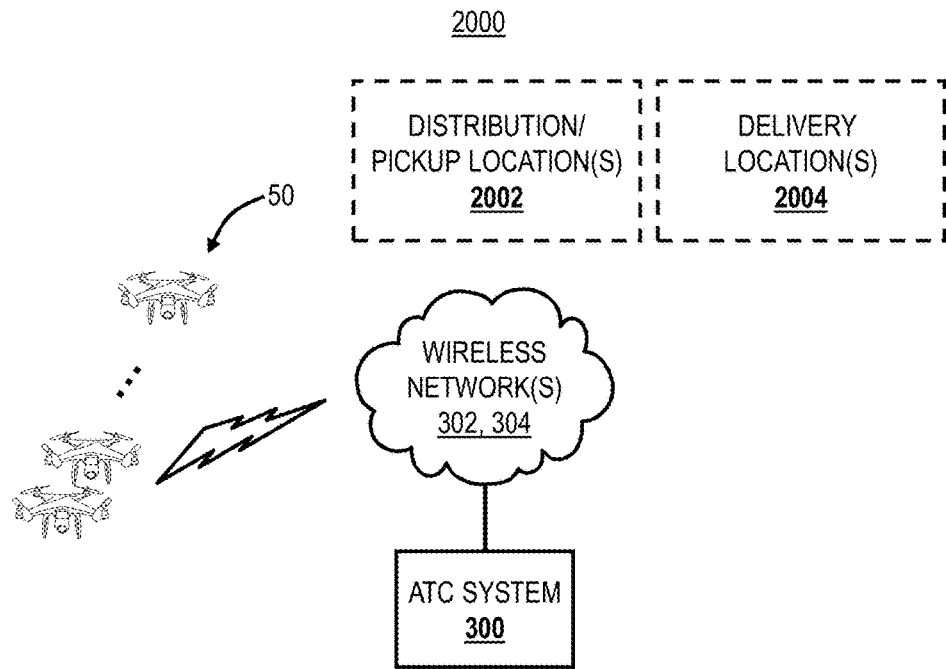 2000
DISTRIBUTION/
PICKUP LOCATION(S)
2002
DELIVERY
LOCATION(S)
2004
50
WIRELESS
NETWORK(S)
302, 304
ATC SYSTEM
300